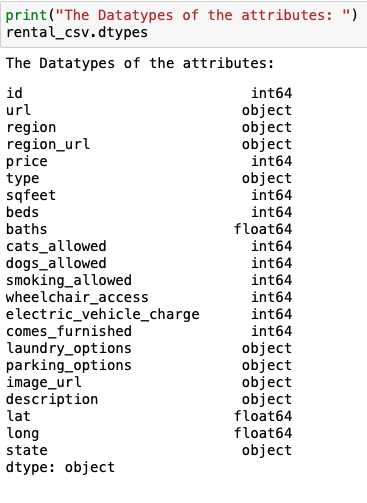 print("The Datatypes of the attributes: ")
rental_csv.dtypes
The Datatypes of the attributes:
id int64
url object
region object
region_url object
price int64
type object
sqfeet int64
beds int64
baths float64
cats_allowed int64
dogs_allowed int64
smoking_allowed int64
wheelchair_access int64
electric_vehicle_charge int64
comes_furnished int64
laundry_options object
parking_options object
image_url object
description object
lat float64
long float64
state object
dtype: object